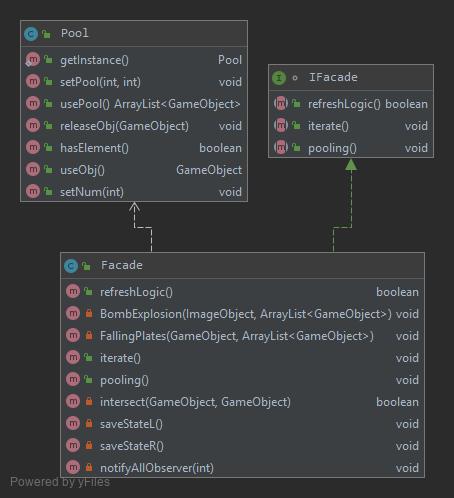 Pool
getInstance() Pool
setPool(int, int) void
usePool() ArrayList<GameObject>
releaseObj(GameObject) void
hasElement() boolean
useObj() GameObject
setNum(int) void
IFacade
refreshLogic() boolean
iterate() void
pooling() void
Facade
refreshLogic() boolean
BombExplosion(ImageObject, ArrayList<GameObject>) void
FallingPlates(GameObject, ArrayList<GameObject>) void
iterate() void
pooling() void
intersect(GameObject, GameObject) boolean
saveStateL() void
saveStateR() void
notifyAllObserver(int) void
Powered by yFiles